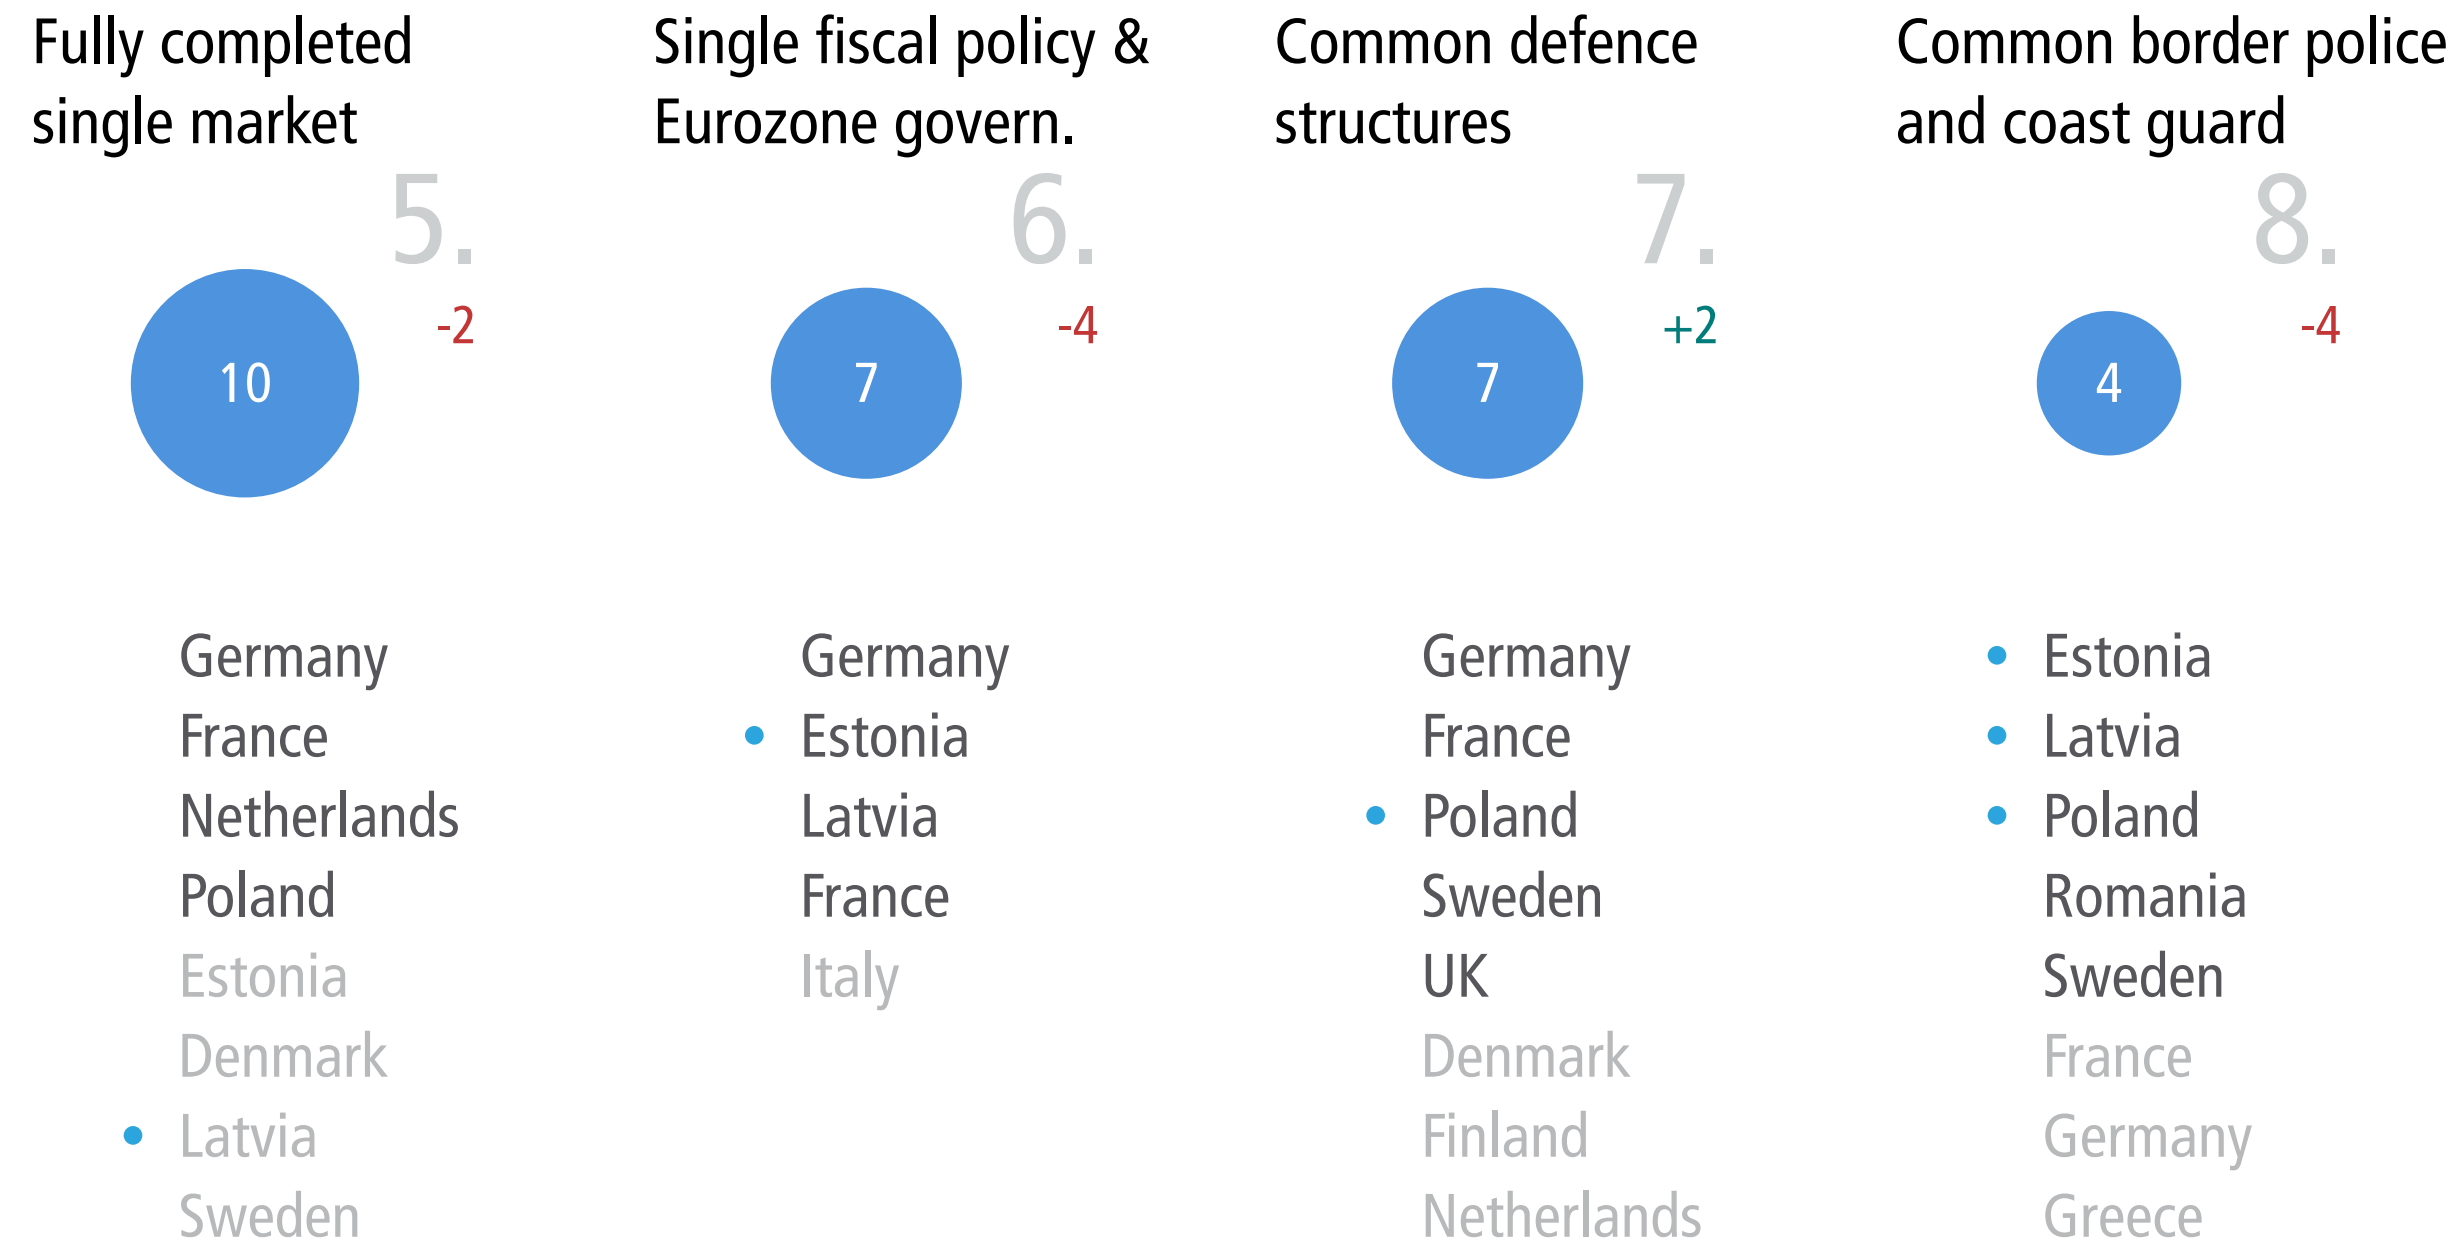 Fully completed
single market
5.
-2
10
Germany
France
Netherlands
Poland
Estonia
Denmark
Latvia
Sweden
Single fiscal policy &
Eurozone govern.
6.
-4
7
Germany
Estonia
Latvia
France
Italy
Common defence
structures
7.
+2
7
Germany
France
Poland
Sweden
UK
Denmark
Finland
Netherlands
Common border police
and coast guard
8.
-4
4
Estonia
Latvia
Poland
Romania
Sweden
France
Germany
Greece